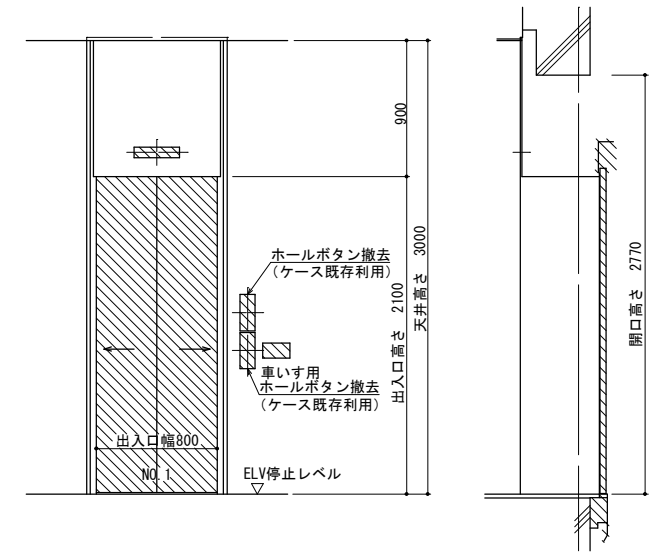 900
天井高さ 3000
出入口高さ 2100
開口高さ 2770
ホールボタン撤去
(ケース既存利用)
車いす用
ホールボタン撤去
(ケース既存利用)
出入口幅800
NO.1
ELV停止レベル